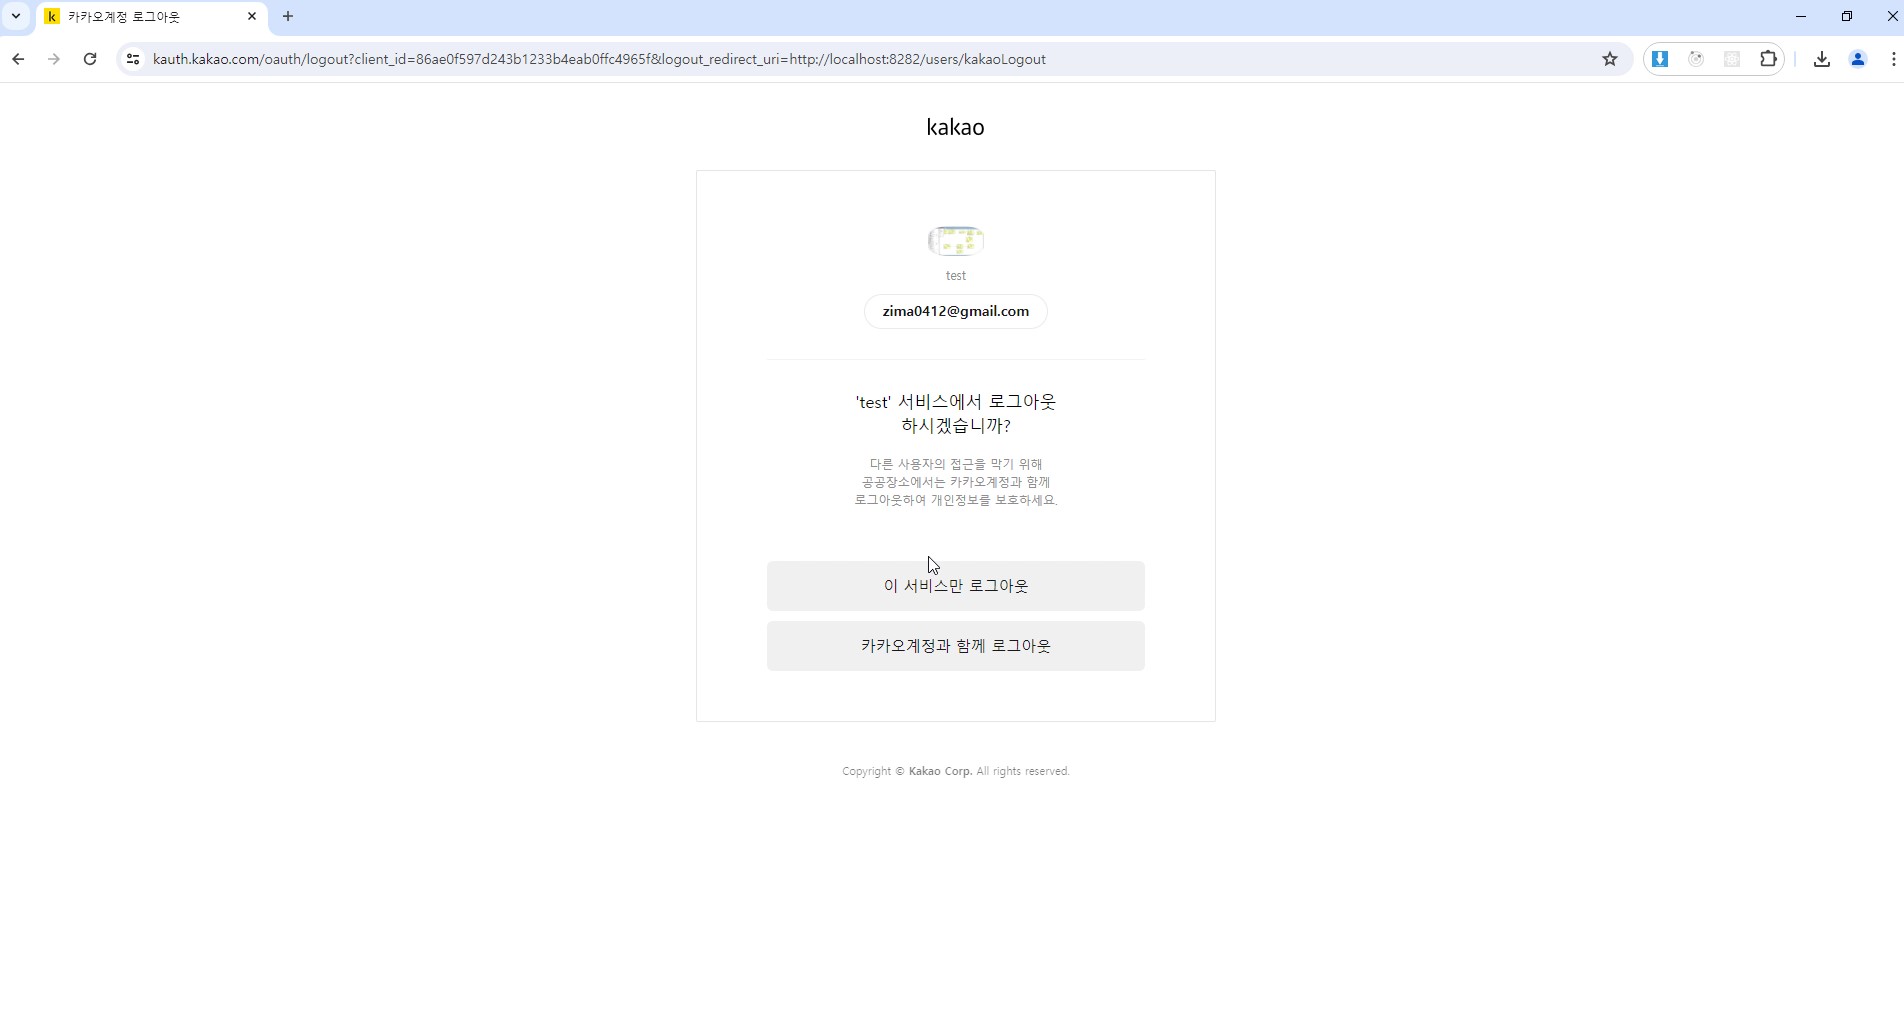 카카오계정 로그아웃
kauth.kakao.com/oauth/logout?client_id=86ae0f597d243b1233b4eab0ffc4965f&logout_redirect_uri=http://localhost:8282/users/kakaoLogout
kakao
test
zima0412@gmail.com
'test' 서비스에서 로그아웃
하시겠습니까?
다른 사용자의 접근을 막기 위해
공공장소에서는 카카오계정과 함께
로그아웃하여 개인정보를 보호하세요.
이 서비스만 로그아웃
카카오계정과 함께 로그아웃
Copyright © Kakao Corp. All rights reserved.